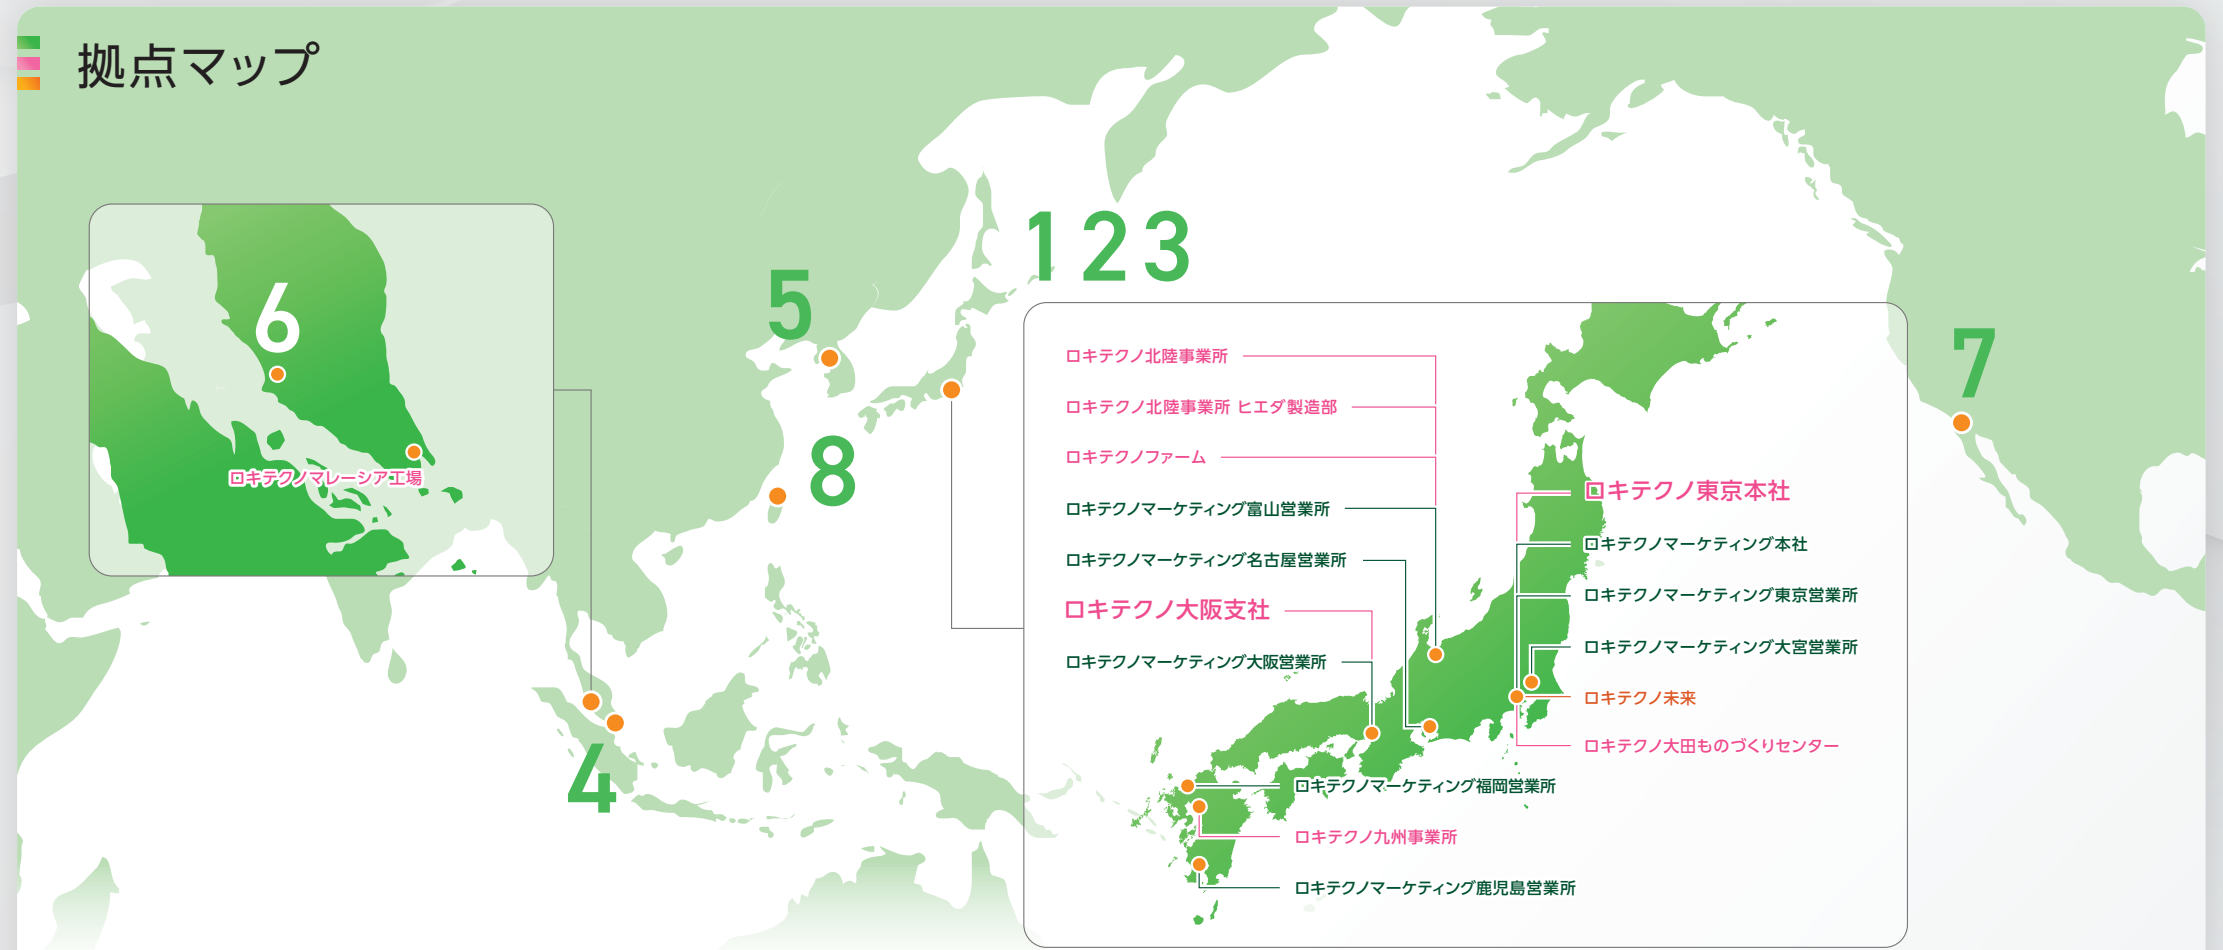 拠点マップ
6
ロキテクノマレーシア工場
5
8
4
1 2 3
7
ロキテクノ北陸事業所
ロキテクノ北陸事業所 ヒエダ製造部
ロキテクノファーム
ロキテクノマーケティング富山営業所
ロキテクノマーケティング名古屋営業所
ロキテクノ大阪支社
ロキテクノマーケティング大阪営業所
ロキテクノ東京本社
ロキテクノマーケティング本社
ロキテクノマーケティング東京営業所
ロキテクノマーケティング大宮営業所
ロキテクノ未来
ロキテクノ大田ものづくりセンター
ロキテクノマーケティング福岡営業所
ロキテクノ九州事業所
ロキテクノマーケティング鹿児島営業所